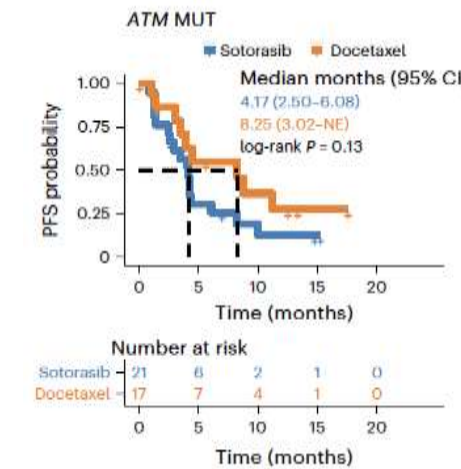 ATM MUT
Sotorasib Docetaxel
Median months (95% CI
4.17 (2.50–6.08)
8.25 (3.02–NE)
log-rank P = 0.13
PFS probability
1.00
0.75
0.50
0.25
0
0 5 10 15 20
Time (months)
Number at risk
Sotorasib 21 6 2 1 0
Docetaxel 17 7 4 1 0
0 5 10 15 20
Time (months)